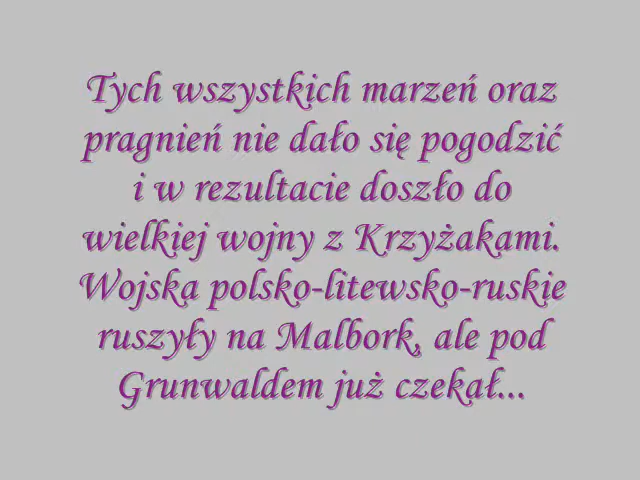 Tych wszystkich marzeń oraz
pragnień nie dało się pogodzić
i w rezultacie doszło do
wielkiej wojny z Krzyżakami.
Wojska polsko-litewsko-ruskie
ruszyły na Malbork, ale pod
Grunwaldem już czekał...